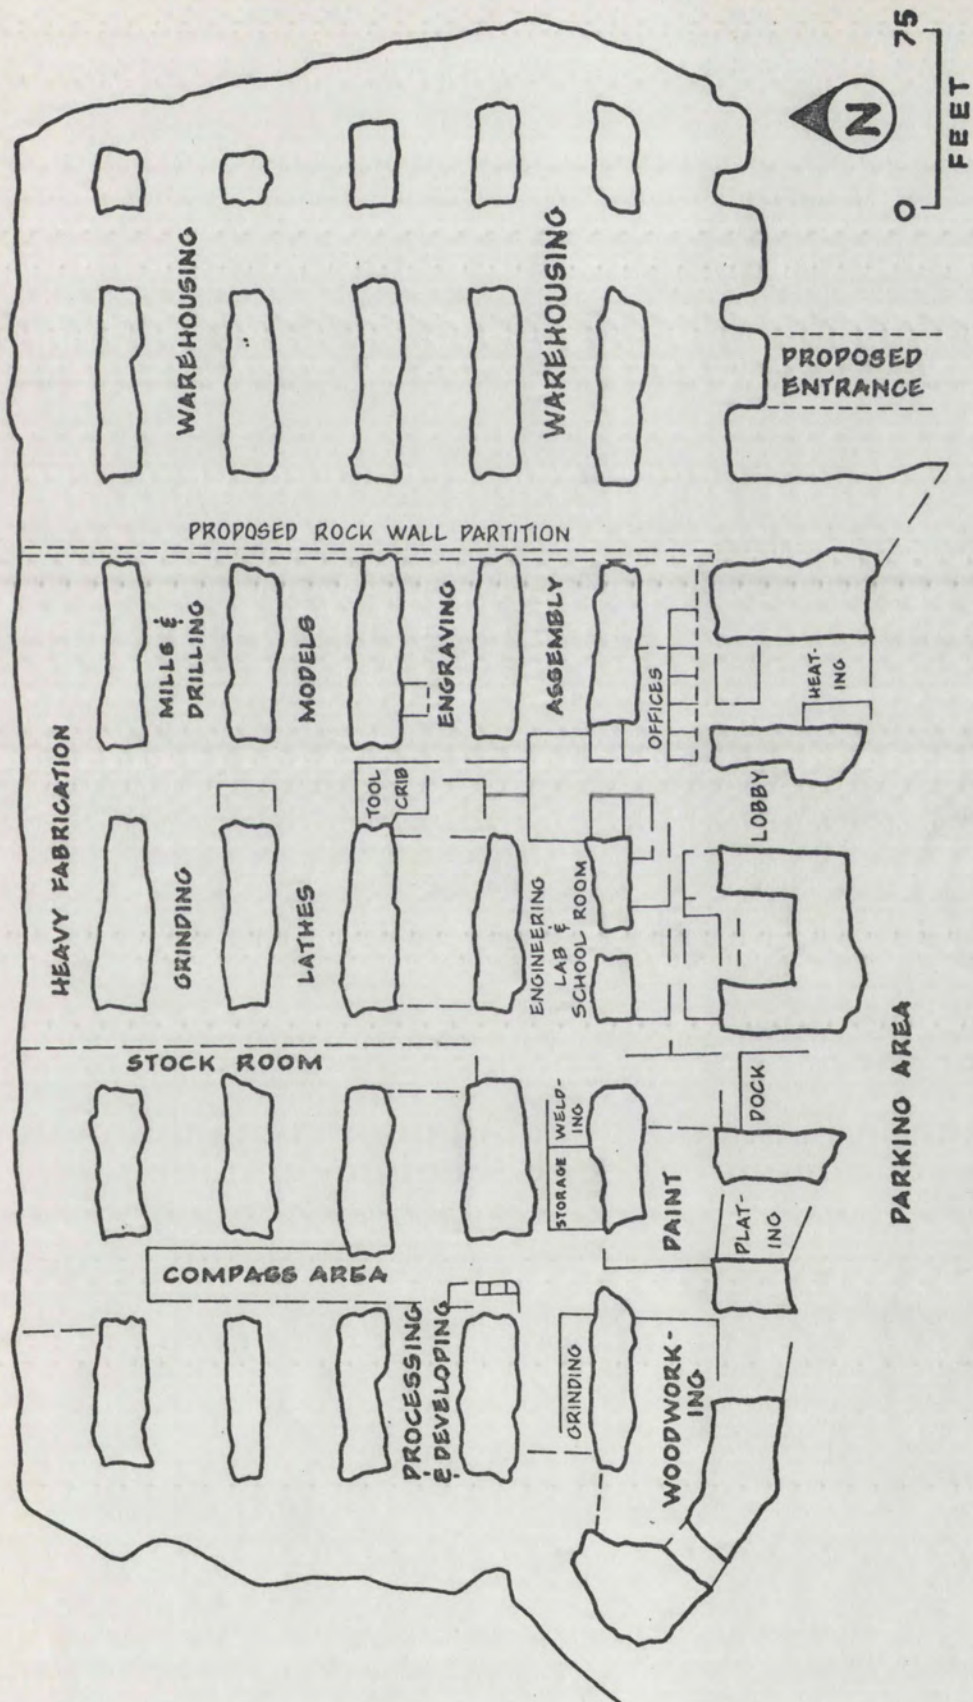 HEAVY FABRICATION
STOCK ROOM
GRINDING
MILLS &
DRILLING
WAREHOUSING
COMPASS AREA
LATHES
MODELS
PROPOSED ROCK WALL PARTITION
TOOL
CRIB
PROCESSING
& DEVELOPING
ENGRAVING
GRINDING
STORAGE
WELD-
ING
ENGINEERING
LAB &
SCHOOL ROOM
ASSEMBLY
WAREHOUSING
WOODWORK-
ING
PAINT
OFFICES
PLAT-
ING
DOCK
LOBBY
HEAT-
ING
PROPOSED
ENTRANCE
PARKING AREA
N
0 75
FEET